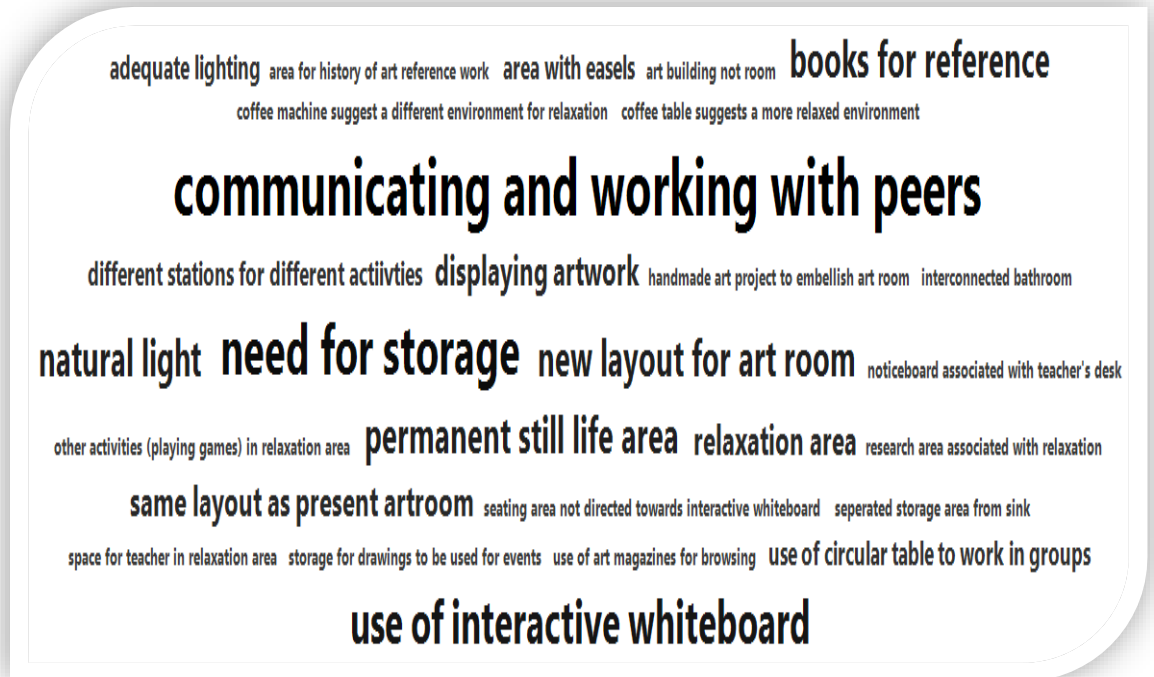 adequate lighting area for history of art reference work area with easels art building not room books for reference
coffee machine suggest a different environment for relaxation coffee table suggests a more relaxed environment
communicating and working with peers
different stations for different actiivties displaying artwork handmade art project to embellish art room interconnected bathroom
natural light need for storage new layout for art room noticeboard associated with teacher's desk
other activities (playing games) in relaxation area permanent still life area relaxation area research area associated with relaxation
same layout as present artroom seating area not directed towards interactive whiteboard seperated storage area from sink
space for teacher in relaxation area storage for drawings to be used for events use of art magazines for browsing use of circular table to work in groups
use of interactive whiteboard